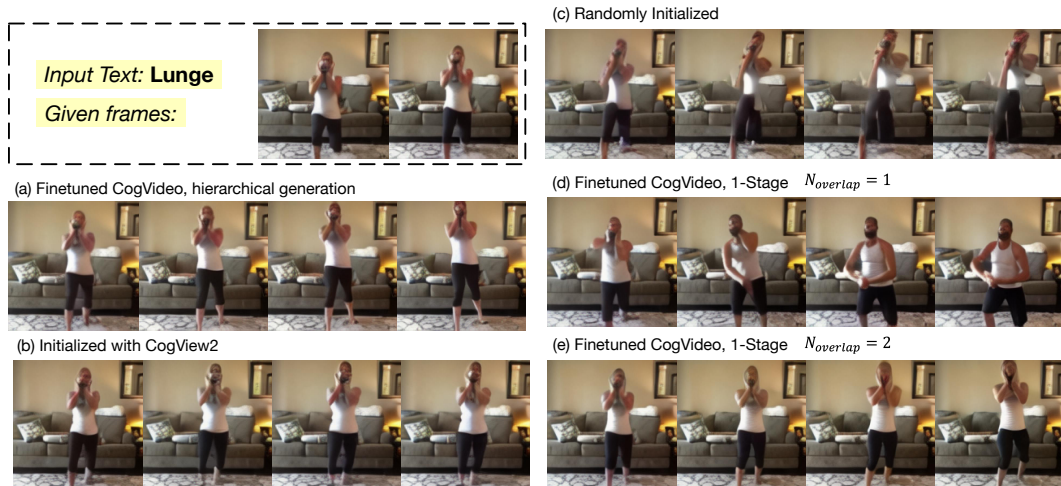 Input Text: Lunge
Given frames:
(a) Finetuned CogVideo, hierarchical generation
(b) Initialized with CogView2
(c) Randomly Initialized
(d) Finetuned CogVideo, 1-Stage N_overlap = 1
(e) Finetuned CogVideo, 1-Stage N_overlap = 2